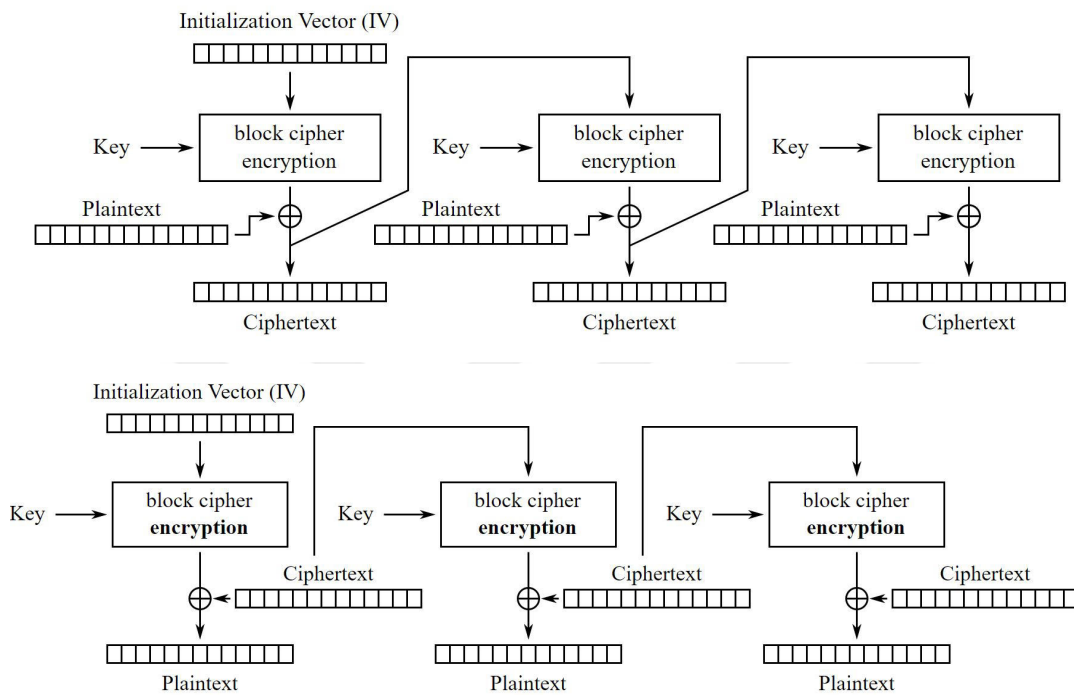 Initialization Vector (IV)
Key
block cipher
encryption
Key
block cipher
encryption
Key
block cipher
encryption
Plaintext
Plaintext
Plaintext
Ciphertext
Ciphertext
Ciphertext
Initialization Vector (IV)
Key
block cipher
encryption
Key
block cipher
encryption
Key
block cipher
encryption
Ciphertext
Ciphertext
Ciphertext
Plaintext
Plaintext
Plaintext